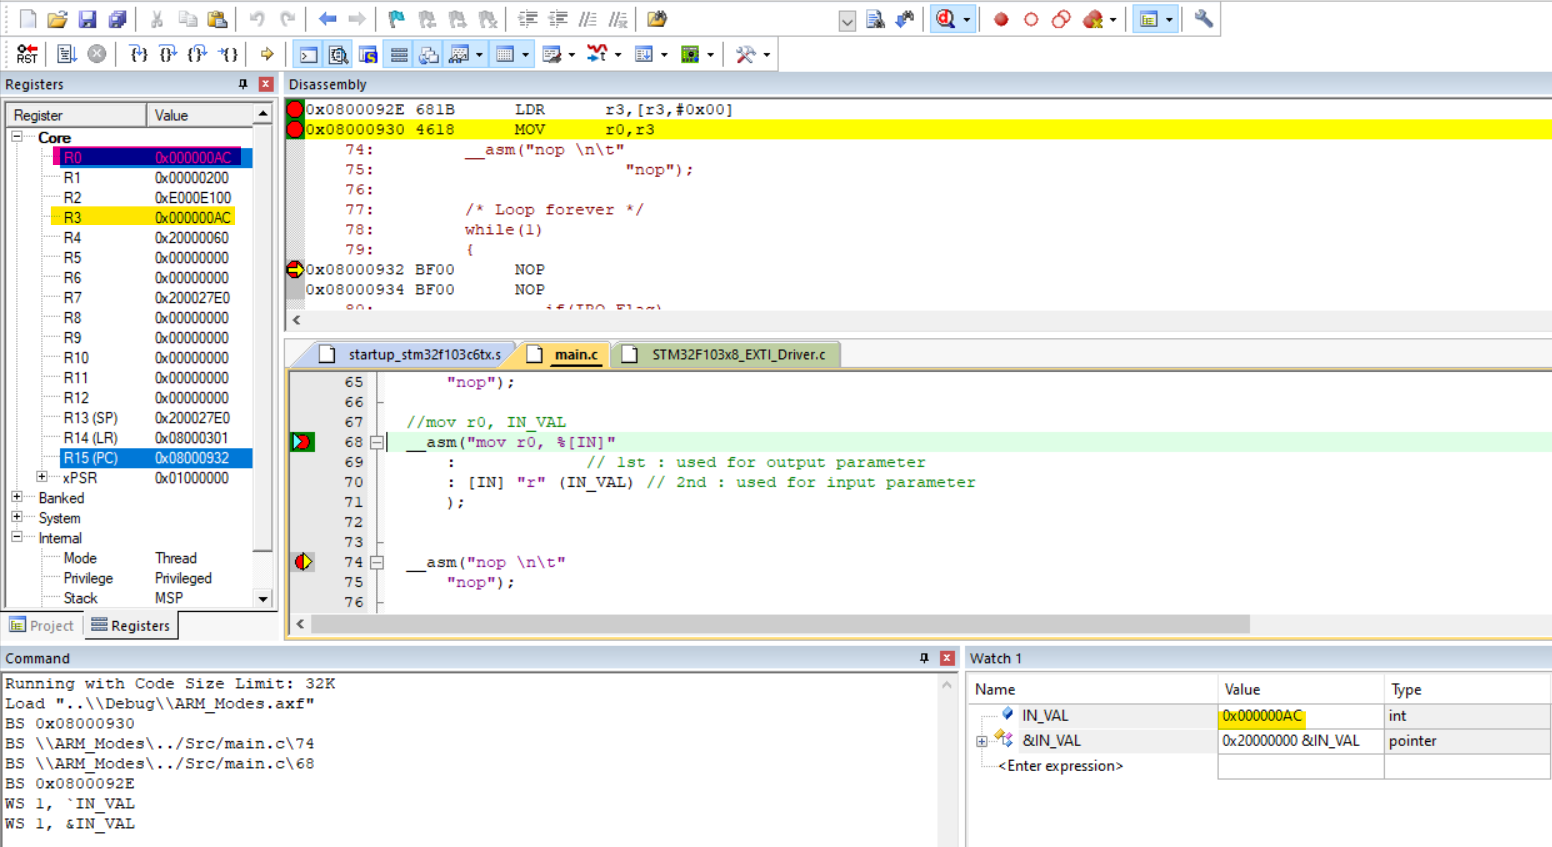 RST
Registers
Disassembly
Register Value
Core
R0 0x000000AC
R1 0x00000200
R2 0xE000E100
R3 0x000000AC
R4 0x20000060
R5 0x00000000
R6 0x00000000
R7 0x200027E0
R8 0x00000000
R9 0x00000000
R10 0x00000000
R11 0x00000000
R12 0x00000000
R13 (SP) 0x200027E0
R14 (LR) 0x08000301
R15 (PC) 0x08000932
xPSR 0x01000000
Banked
System
Internal
Mode Thread
Privilege Privileged
Stack MSP
Project Registers
0x0800092E 681B LDR r3,[r3,#0x00]
0x08000930 4618 MOV r0,r3
74: __asm("nop \n\t"
75: "nop");
76:
77: /* Loop forever */
78: while(1)
79: {
0x08000932 BF00 NOP
0x08000934 BF00 NOP
80: if(IRQ_Flag)
startup_stm32f103c6tx.s main.c STM32F103x8_EXTI_Driver.c
65 "nop");
66
67 //mov r0, IN_VAL
68 __asm("mov r0, %[IN]"
69 : // 1st : used for output parameter
70 : [IN] "r" (IN_VAL) // 2nd : used for input parameter
71 );
72
73
74 __asm("nop \n\t"
75 "nop");
76
Command
Running with Code Size Limit: 32K
Load "..\\Debug\\ARM_Modes.axf"
BS 0x08000930
BS \\ARM_Modes\../Src/main.c\74
BS \\ARM_Modes\../Src/main.c\68
BS 0x0800092E
WS 1, `IN_VAL
WS 1, &IN_VAL
Watch 1
Name Value Type
IN_VAL 0x000000AC int
&IN_VAL 0x20000000 &IN_VAL pointer
<Enter expression>